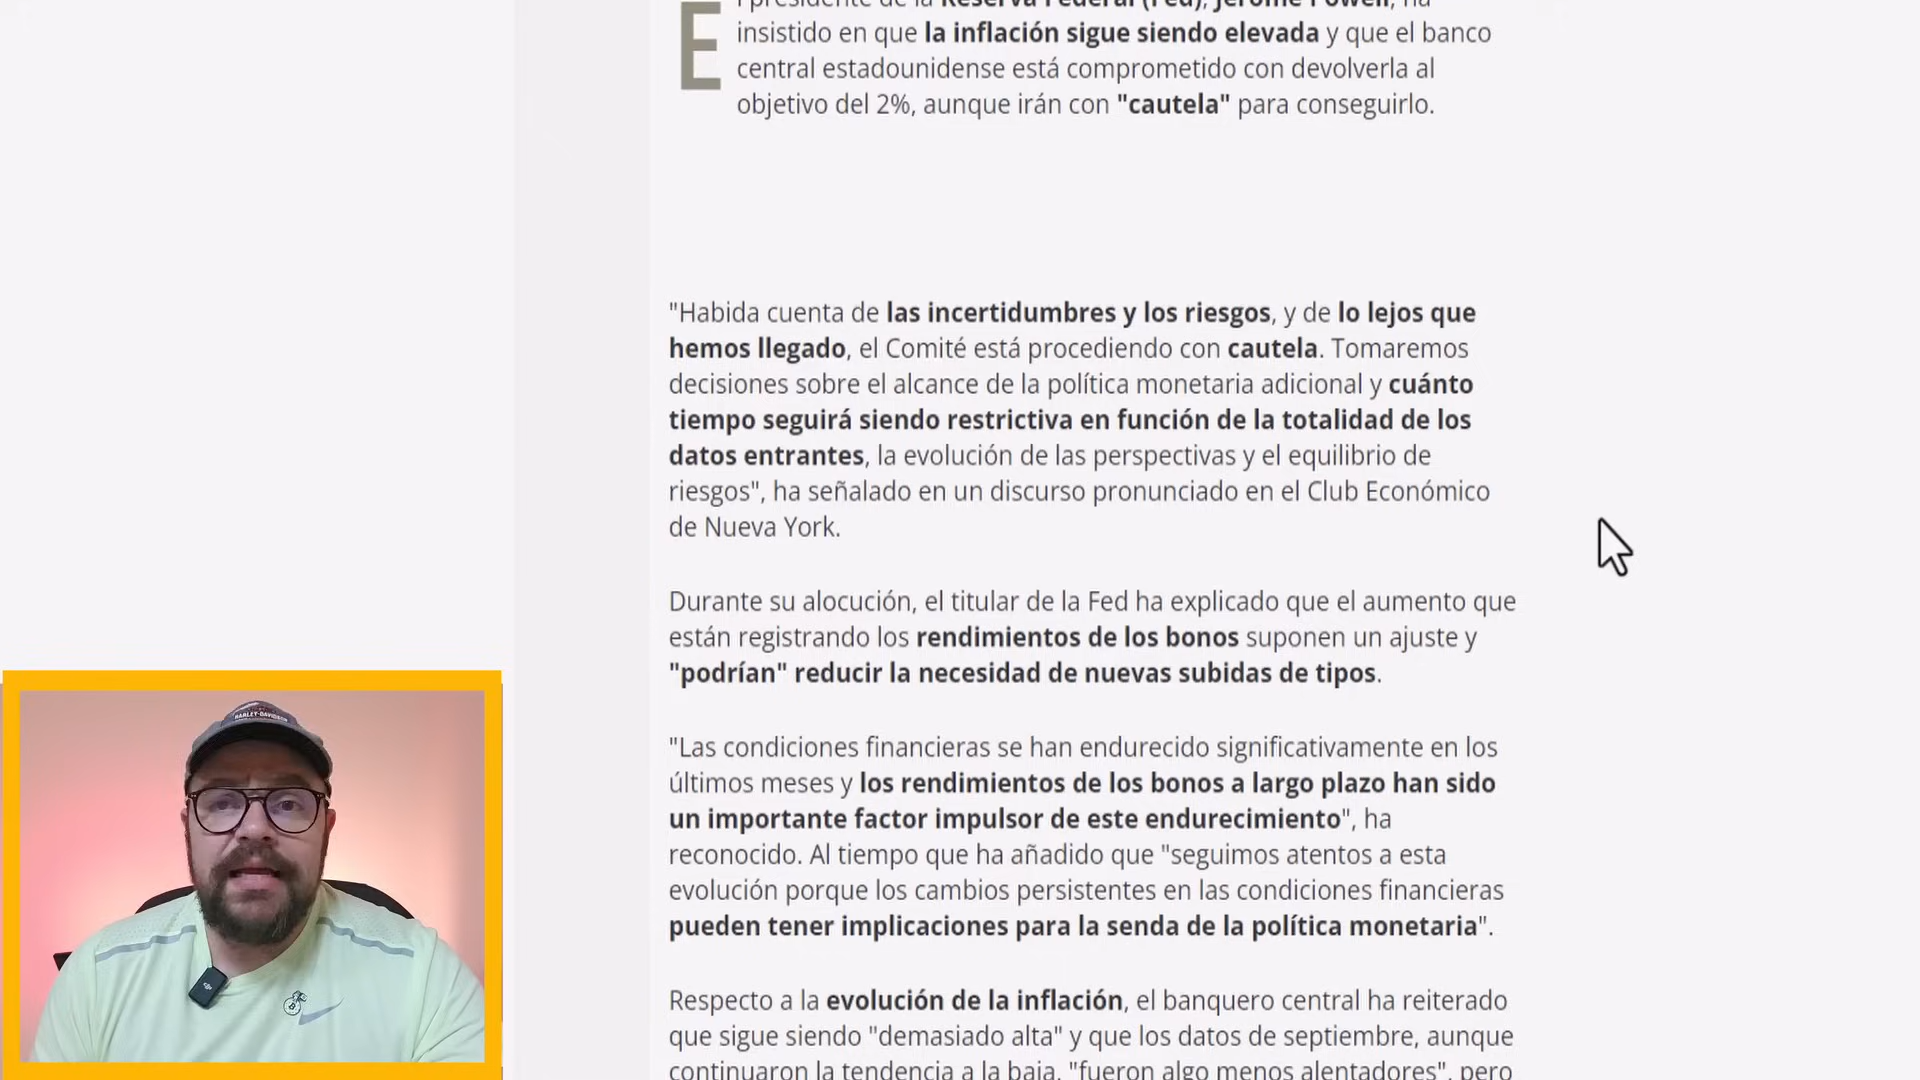 El presidente de la Reserva Federal (Fed), Jerome Powell, ha
insistido en que la inflación sigue siendo elevada y que el banco
central estadounidense está comprometido con devolverla al
objetivo del 2%, aunque irán con "cautela" para conseguirlo.
"Habida cuenta de las incertidumbres y los riesgos, y de lo lejos que
hemos llegado, el Comité está procediendo con cautela. Tomaremos
decisiones sobre el alcance de la política monetaria adicional y cuánto
tiempo seguirá siendo restrictiva en función de la totalidad de los
datos entrantes, la evolución de las perspectivas y el equilibrio de
riesgos", ha señalado en un discurso pronunciado en el Club Económico
de Nueva York.
Durante su alocución, el titular de la Fed ha explicado que el aumento que
están registrando los rendimientos de los bonos suponen un ajuste y
"podrían" reducir la necesidad de nuevas subidas de tipos.
"Las condiciones financieras se han endurecido significativamente en los
últimos meses y los rendimientos de los bonos a largo plazo han sido
un importante factor impulsor de este endurecimiento", ha
reconocido. Al tiempo que ha añadido que "seguimos atentos a esta
evolución porque los cambios persistentes en las condiciones financieras
pueden tener implicaciones para la senda de la política monetaria".
Respecto a la evolución de la inflación, el banquero central ha reiterado
que sigue siendo "demasiado alta" y que los datos de septiembre, aunque
continuaron la tendencia a la baja, "fueron algo menos alentadores", pero
HARLEY-DAVIDSON